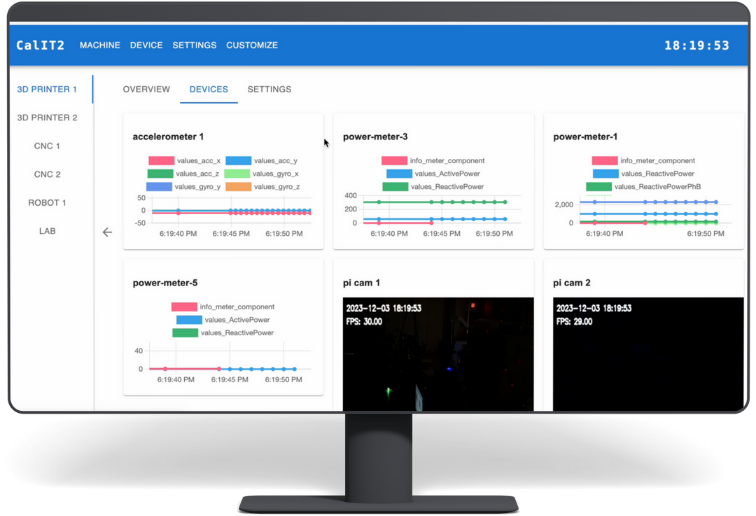 CalIT2 MACHINE DEVICE SETTINGS CUSTOMIZE 18:19:53
3D PRINTER 1
3D PRINTER 2
CNC 1
CNC 2
ROBOT 1
LAB
OVERVIEW DEVICES SETTINGS
accelerometer 1
values_acc_x values_acc_y
values_acc_z values_gyro_x
values_gyro_y values_gyro_z
50
0
-50
6:19:40 PM 6:19:45 PM 6:19:50 PM
power-meter-3
info_meter_component
values_ActivePower
values_ReactivePower
400
200
0
6:19:40 PM 6:19:45 PM 6:19:50 PM
power-meter-1
info_meter_component
values_ReactivePower
values_ReactivePowerPhB
2,000
0
6:19:40 PM 6:19:50 PM
power-meter-5
info_meter_component
values_ActivePower
values_ReactivePower
40
0
6:19:40 PM 6:19:45 PM 6:19:50 PM
pi cam 1
2023-12-03 18:19:53
FPS: 30.00
pi cam 2
2023-12-03 18:19:53
FPS: 29.00